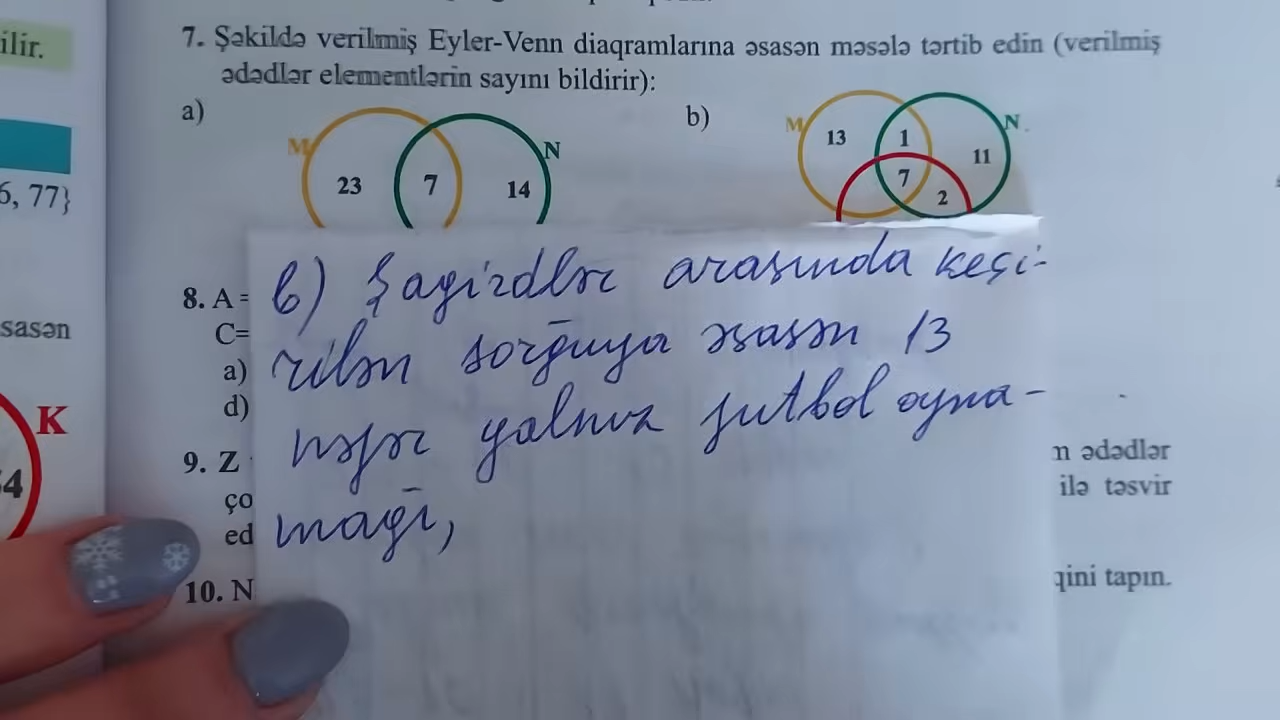 ilir.
7. Şəkildə verilmiş Eyler-Venn diaqramlarına əsasən məsələ tərtib edin (verilmiş
ədədlər elementlərin sayını bildirir):
a)
b)
M
N
23
7
14
M
N
13
1
11
7
2
6, 77}
sasən
K
4
8. A =
C=
a)
d)
9. Z
ço
ed
10. N
b) Şagirdlər arasında keçi-
rilən sorğuya əsasən 13
nəfər yalnız futbol oyna-
mağı,
n ədədlər
ilə təsvir
qini tapın.